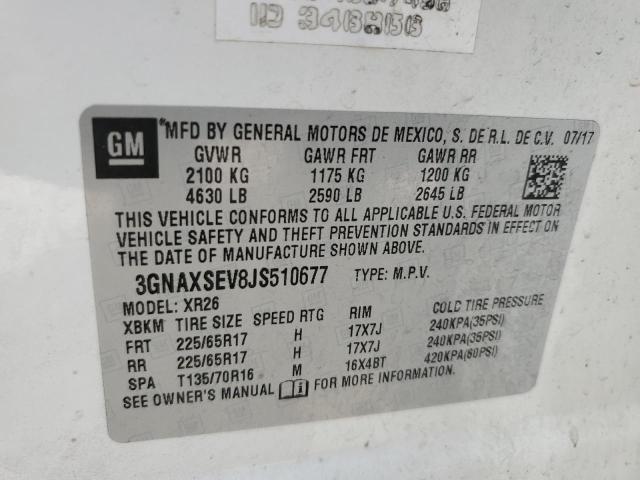 GM
*MFD BY GENERAL MOTORS DE MEXICO, S. DE R.L. DE C.V. 07/17
GVWR GAWR FRT GAWR RR
2100 KG 1175 KG 1200 KG
4630 LB 2590 LB 2645 LB
THIS VEHICLE CONFORMS TO ALL APPLICABLE U.S. FEDERAL MOTOR
VEHICLE SAFETY AND THEFT PREVENTION STANDARDS IN EFFECT ON
THE DATE OF MANUFACTURE SHOWN ABOVE.
3GNAXSEV8JS510677 TYPE: M.P.V.
MODEL: XR26
XBKM TIRE SIZE SPEED RTG RIM COLD TIRE PRESSURE
FRT 225/65R17 H 17X7J 240KPA(35PSI)
RR 225/65R17 H 17X7J 240KPA(35PSI)
SPA T135/70R16 M 16X4BT 420KPA(60PSI)
SEE OWNER'S MANUAL FOR MORE INFORMATION.